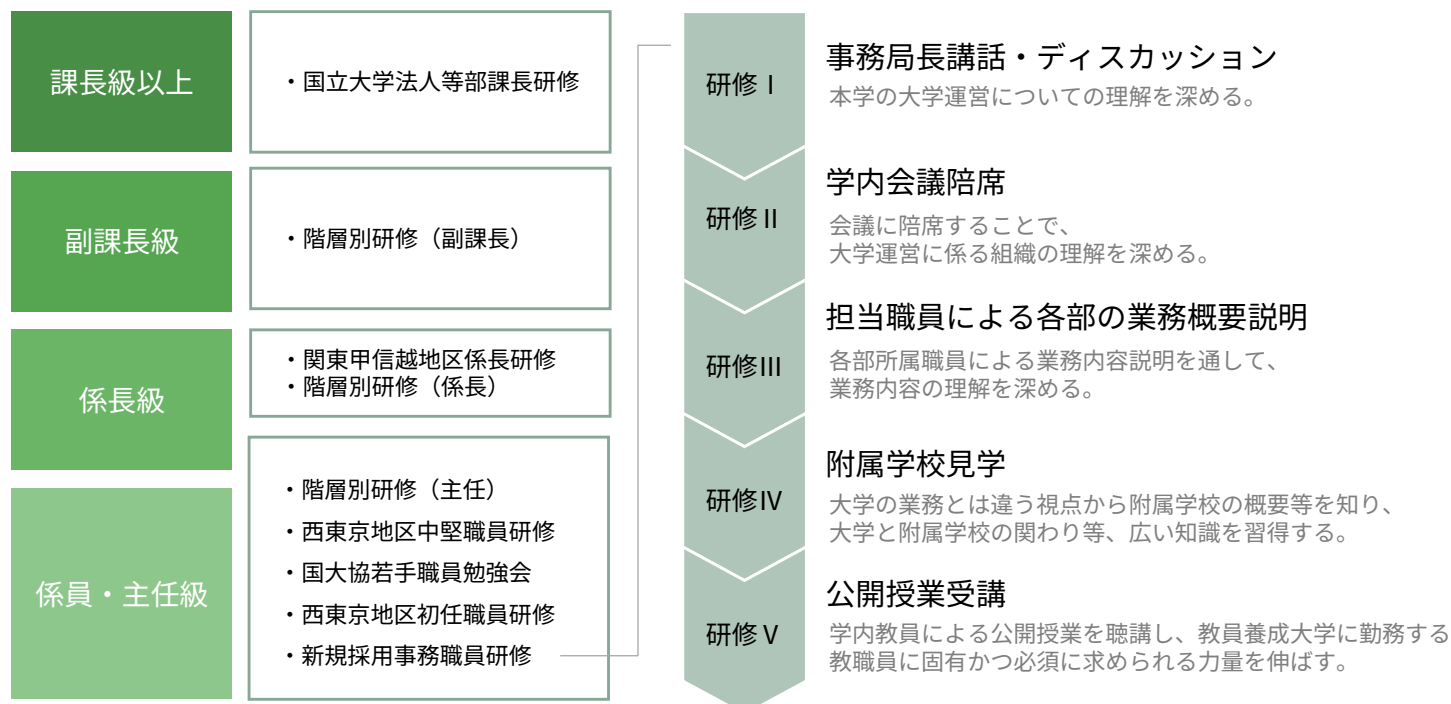 課長級以上
・国立大学法人等部課長研修
副課長級
・階層別研修（副課長）
係長級
・関東甲信越地区係長研修
・階層別研修（係長）
係員・主任級
・階層別研修（主任）
・西東京地区中堅職員研修
・国大協若手職員勉強会
・西東京地区初任職員研修
・新規採用事務職員研修
研修Ⅰ
事務局長講話・ディスカッション
本学の大学運営についての理解を深める。
研修Ⅱ
学内会議陪席
会議に陪席することで、
大学運営に係る組織の理解を深める。
研修Ⅲ
担当職員による各部の業務概要説明
各部所属職員による業務内容説明を通して、
業務内容の理解を深める。
研修Ⅳ
附属学校見学
大学の業務とは違う視点から附属学校の概要等を知り、
大学と附属学校の関わり等、広い知識を習得する。
研修Ⅴ
公開授業受講
学内教員による公開授業を聴講し、教員養成大学に勤務する
教職員に固有かつ必須に求められる力量を伸ばす。